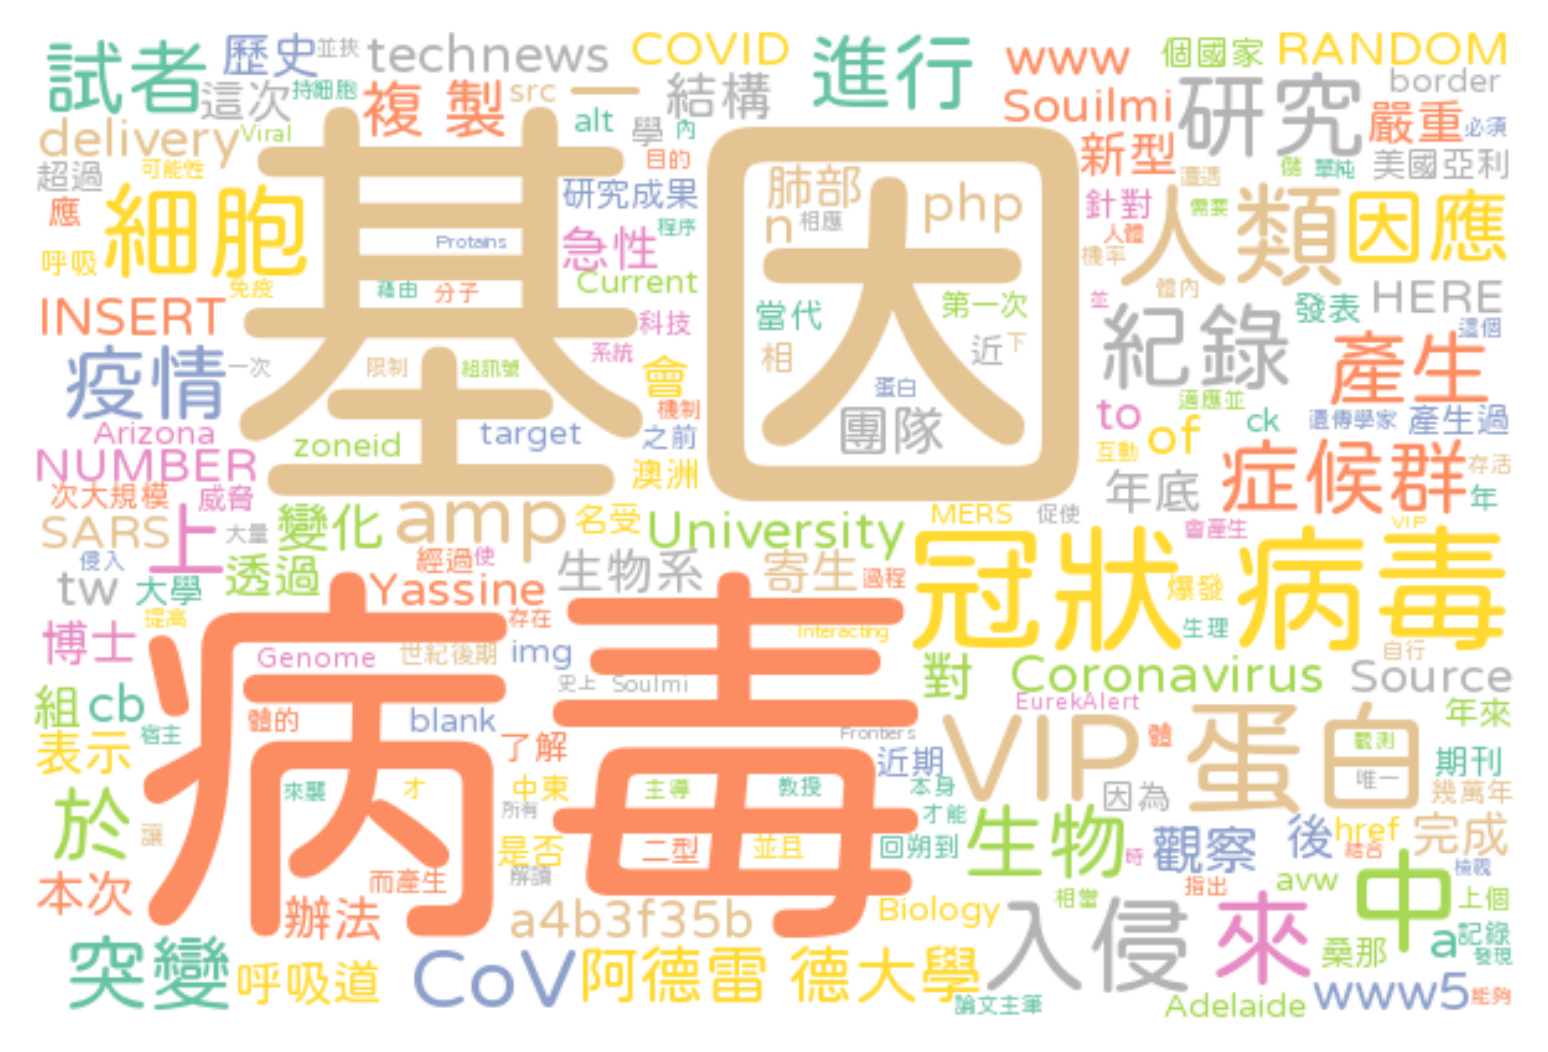 試者
歷史
並挾
technews
COVID
進行
www
個國家
RANDOM
這次
持細胞
複 製
src
一
結構
Souilmi
研究
border
delivery
Viral
alt
學
內
新型
嚴重
必須
超過
可能性
目的
儲
單純
美國亞利
應
細胞
基因
研究成果
肺部
php
針對
遭遇
需要
人類
因應
n
相應
程序
人體
呼吸
Protains
急性
機率
免疫
藉由
分子
Current
當代
第一次
並
體內
發表
HERE
INSERT
科技
紀錄
這個
疫情
一次
限制
組訊號
系統
會
相
近
下
產生
機制
蛋白
適應並
Arizona
zoneid
target
之前
團隊
to
of
ck
遺傳學家
產生過
NUMBER
澳洲
互動
症候群
存活
次大規模
威脅
年底
年
SARS
上
大量
變化
amp
名受
University
MERS
促使
會產生
VIP
侵入
經過
使
冠狀 病毒
tw
大學
透過
Yassine
生物系
寄生
過程
爆發
提高
病毒
存在
Interacting
生理
博士
Genome
世紀後期
img
自行
史上
Soulmi
對
Coronavirus
Source
組
cb
體的
blank
EurekAlert
年來
宿主
Frontiers
VIP 蛋白
體
觀測
表示
了解
近期
期刊
唯一
來襲
才
中東
主導
教授
本身
因為
幾萬年
於
所有
才能
讓
是否
二型
並且
回朔到
生物
時
觀察
後
href
結合
完成
本次
而產生
解讀
指出
avw
中
檢視
辦法
a4b3f35b
Biology
相當
上個
入侵
來
桑那
a
記錄
發現
突變
呼吸道
CoV
阿德雷 德大學
論文主筆
Adelaide
www5
能夠